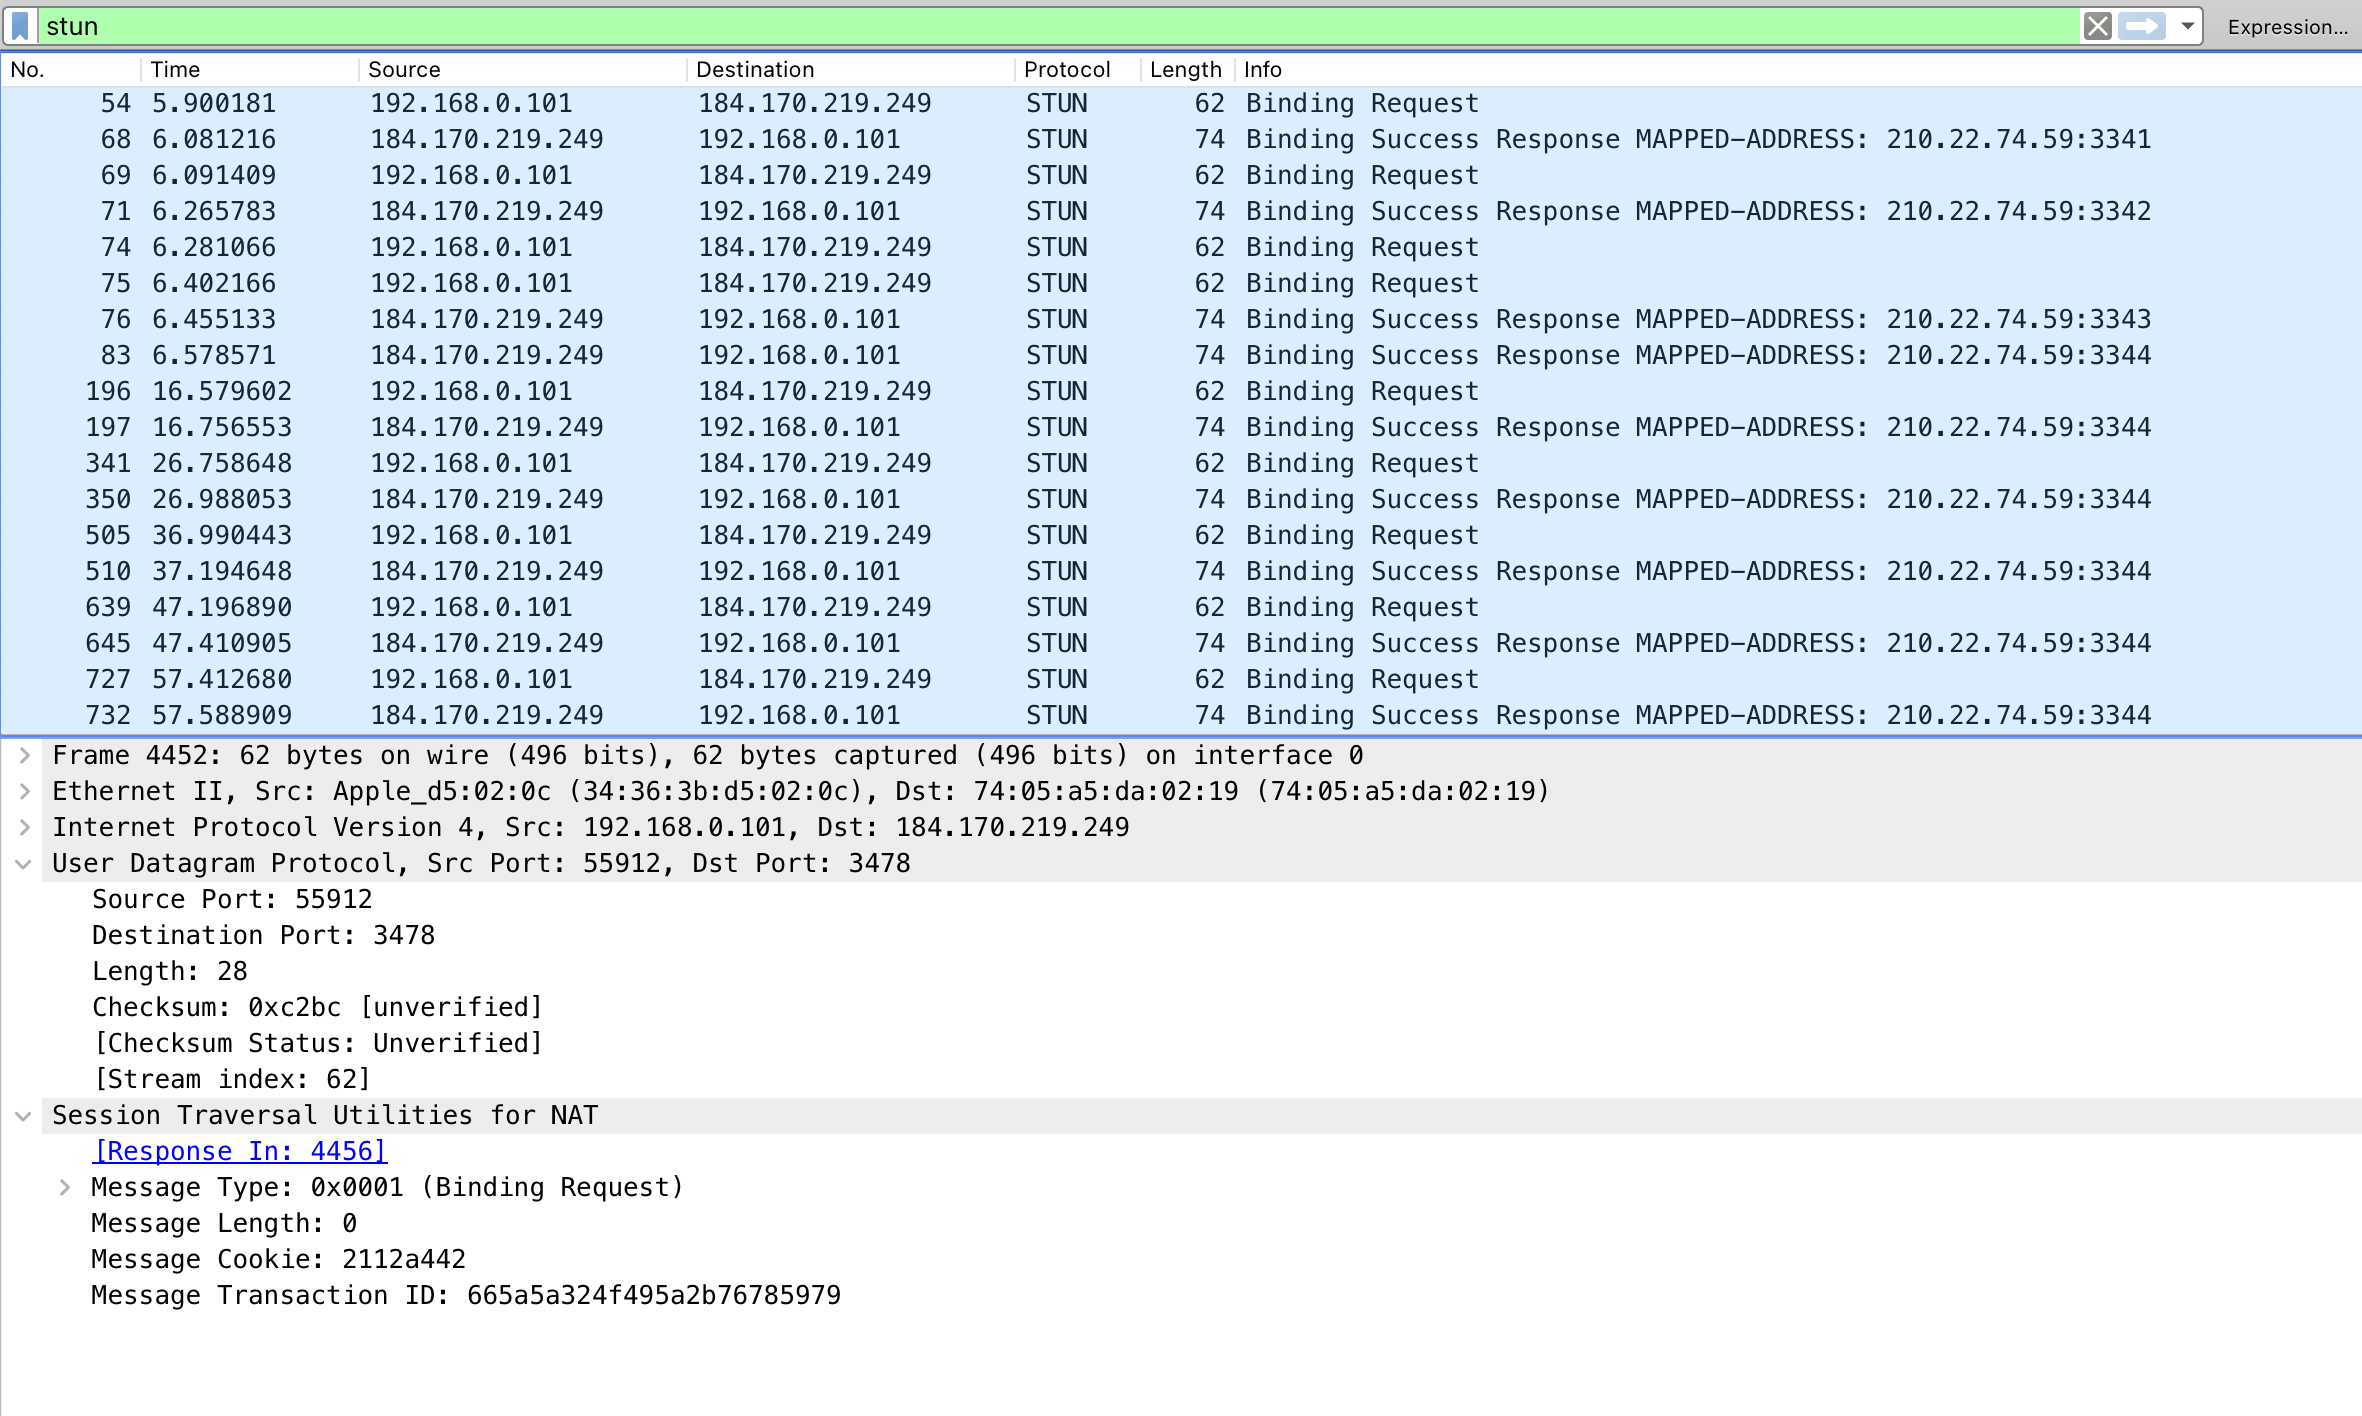 stun Expression...
No. Time Source Destination Protocol Length Info
54 5.900181 192.168.0.101 184.170.219.249 STUN 62 Binding Request
68 6.081216 184.170.219.249 192.168.0.101 STUN 74 Binding Success Response MAPPED-ADDRESS: 210.22.74.59:3341
69 6.091409 192.168.0.101 184.170.219.249 STUN 62 Binding Request
71 6.265783 184.170.219.249 192.168.0.101 STUN 74 Binding Success Response MAPPED-ADDRESS: 210.22.74.59:3342
74 6.281066 192.168.0.101 184.170.219.249 STUN 62 Binding Request
75 6.402166 192.168.0.101 184.170.219.249 STUN 62 Binding Request
76 6.455133 184.170.219.249 192.168.0.101 STUN 74 Binding Success Response MAPPED-ADDRESS: 210.22.74.59:3343
83 6.578571 184.170.219.249 192.168.0.101 STUN 74 Binding Success Response MAPPED-ADDRESS: 210.22.74.59:3344
196 16.579602 192.168.0.101 184.170.219.249 STUN 62 Binding Request
197 16.756553 184.170.219.249 192.168.0.101 STUN 74 Binding Success Response MAPPED-ADDRESS: 210.22.74.59:3344
341 26.758648 192.168.0.101 184.170.219.249 STUN 62 Binding Request
350 26.988053 184.170.219.249 192.168.0.101 STUN 74 Binding Success Response MAPPED-ADDRESS: 210.22.74.59:3344
505 36.990443 192.168.0.101 184.170.219.249 STUN 62 Binding Request
510 37.194648 184.170.219.249 192.168.0.101 STUN 74 Binding Success Response MAPPED-ADDRESS: 210.22.74.59:3344
639 47.196890 192.168.0.101 184.170.219.249 STUN 62 Binding Request
645 47.410905 184.170.219.249 192.168.0.101 STUN 74 Binding Success Response MAPPED-ADDRESS: 210.22.74.59:3344
727 57.412680 192.168.0.101 184.170.219.249 STUN 62 Binding Request
732 57.588909 184.170.219.249 192.168.0.101 STUN 74 Binding Success Response MAPPED-ADDRESS: 210.22.74.59:3344
Frame 4452: 62 bytes on wire (496 bits), 62 bytes captured (496 bits) on interface 0
Ethernet II, Src: Apple_d5:02:0c (34:36:3b:d5:02:0c), Dst: 74:05:a5:da:02:19 (74:05:a5:da:02:19)
Internet Protocol Version 4, Src: 192.168.0.101, Dst: 184.170.219.249
User Datagram Protocol, Src Port: 55912, Dst Port: 3478
Source Port: 55912
Destination Port: 3478
Length: 28
Checksum: 0xc2bc [unverified]
[Checksum Status: Unverified]
[Stream index: 62]
Session Traversal Utilities for NAT
[Response In: 4456]
Message Type: 0x0001 (Binding Request)
Message Length: 0
Message Cookie: 2112a442
Message Transaction ID: 665a5a324f495a2b76785979